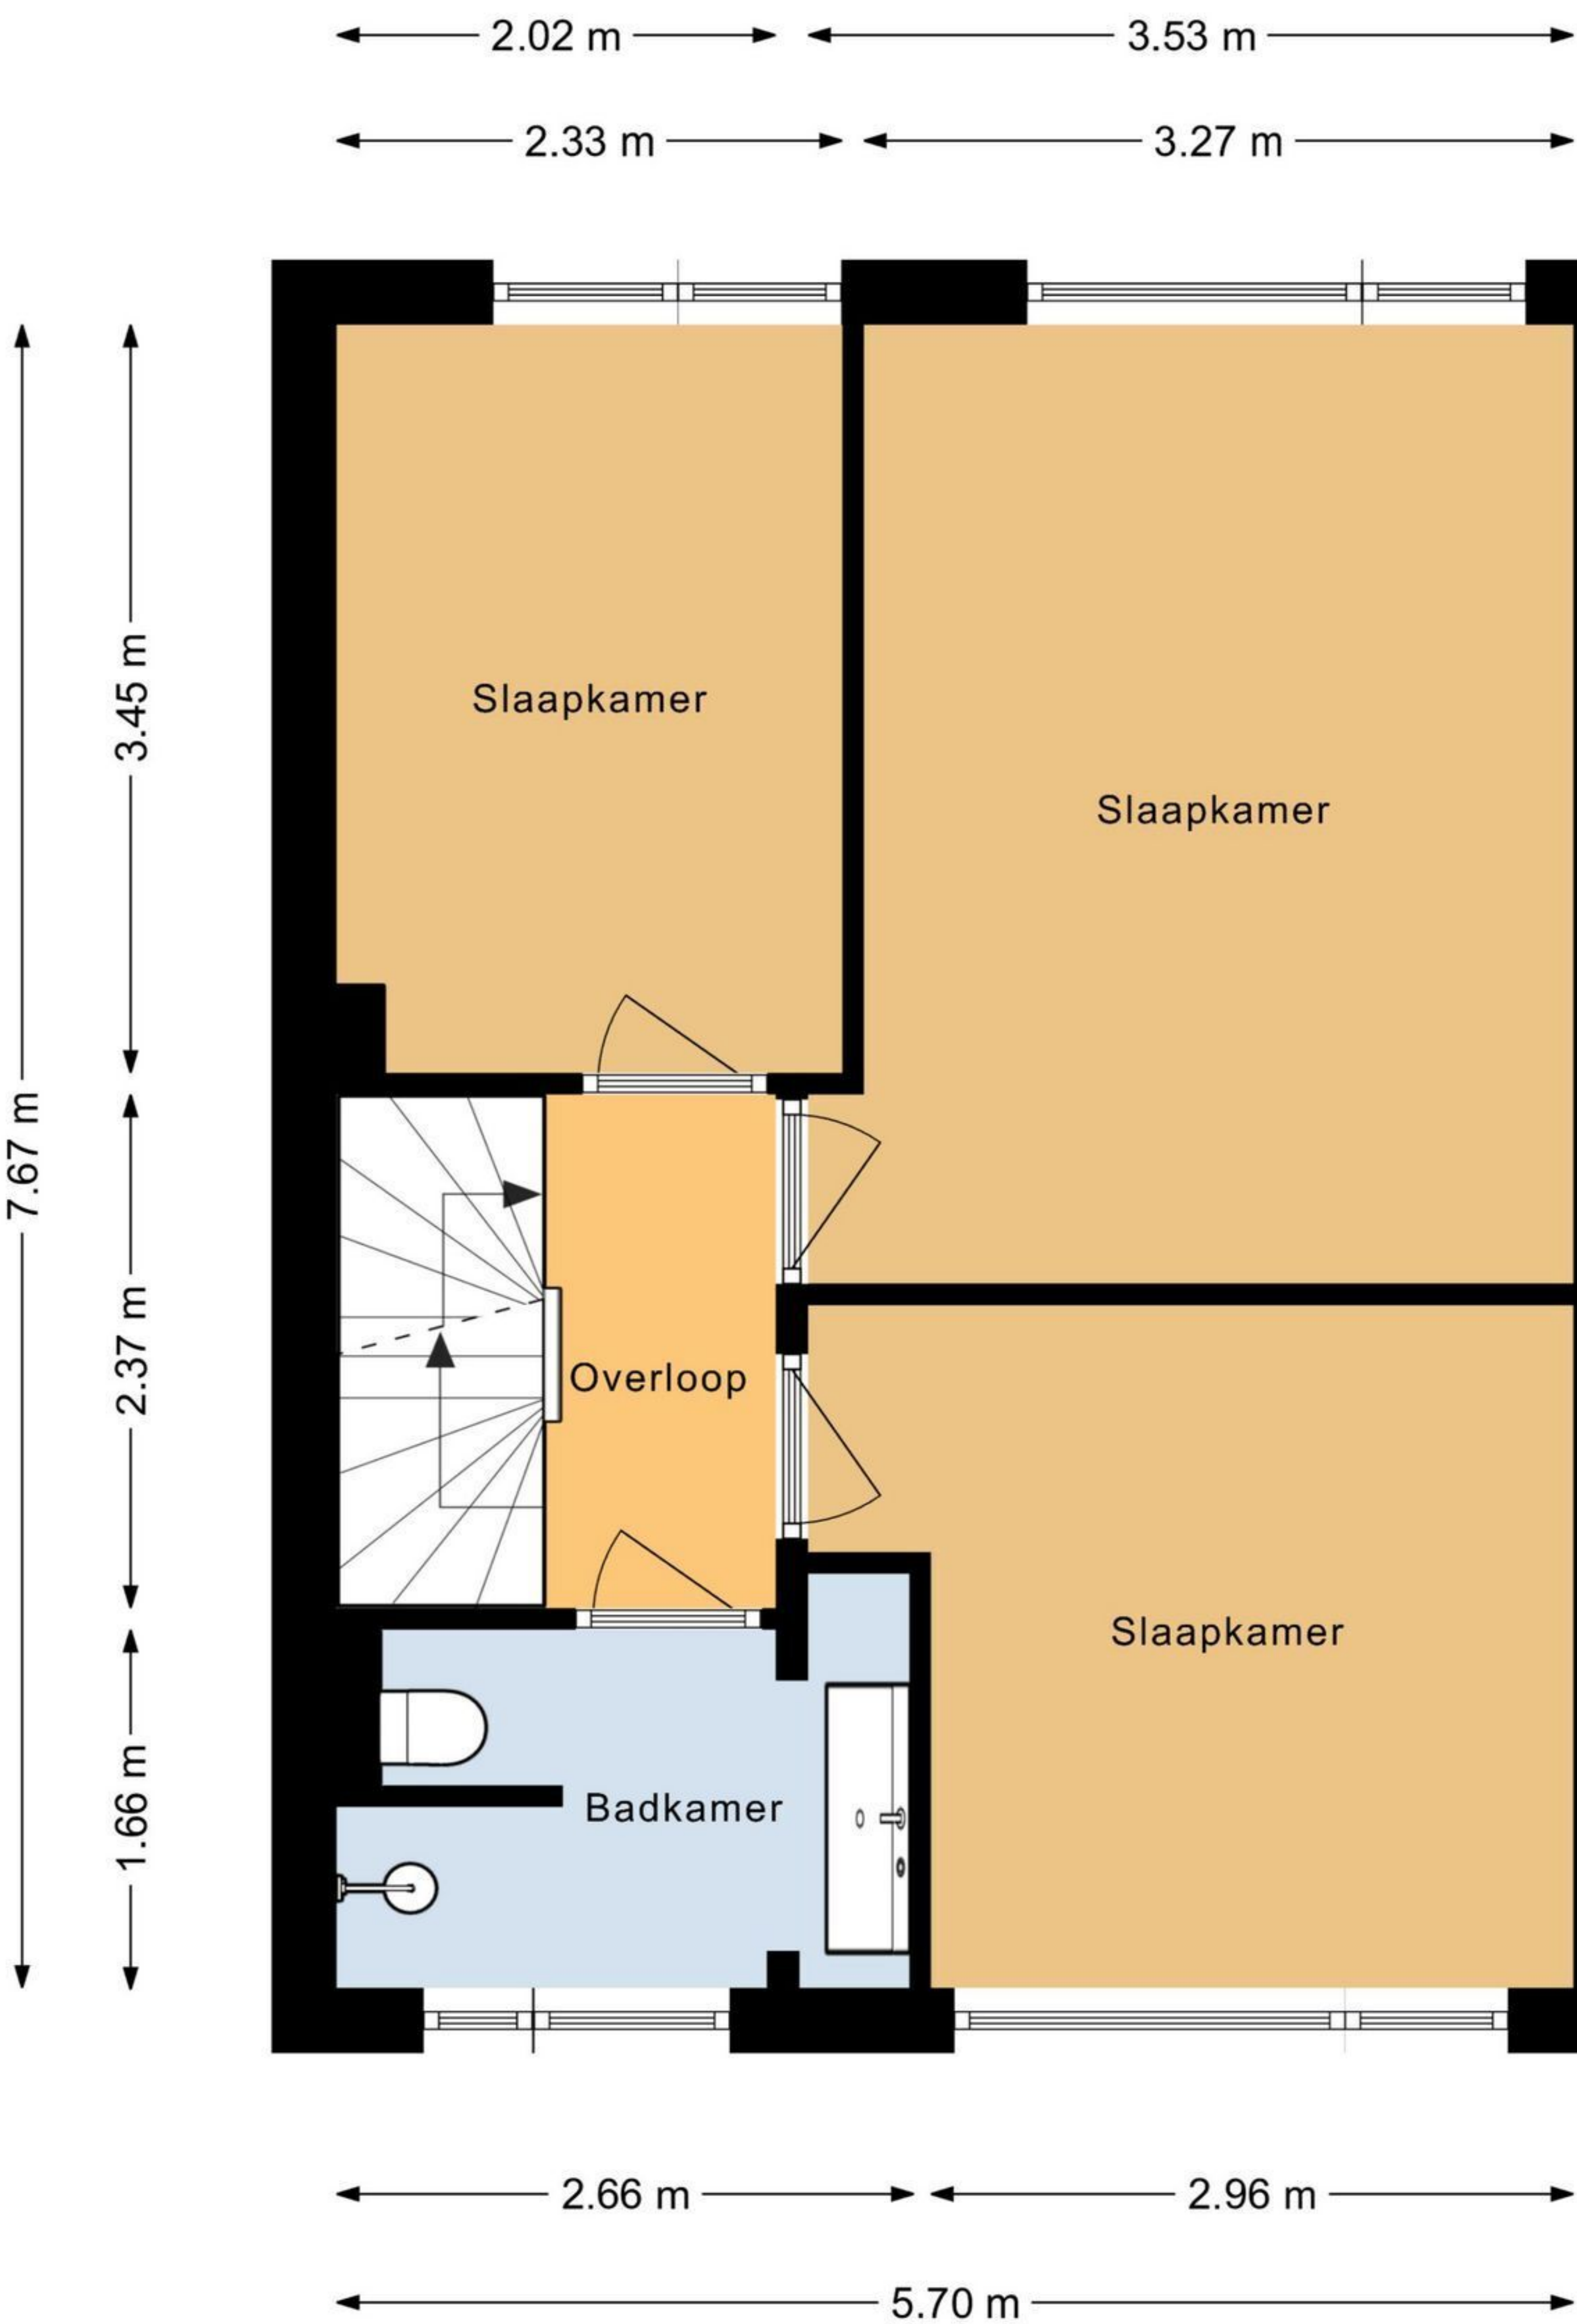 2.02 m
3.53 m
2.33 m
3.27 m
3.45 m
Slaapkamer
Slaapkamer
7.67 m
2.37 m
Overloop
Slaapkamer
1.66 m
Badkamer
2.66 m
2.96 m
5.70 m